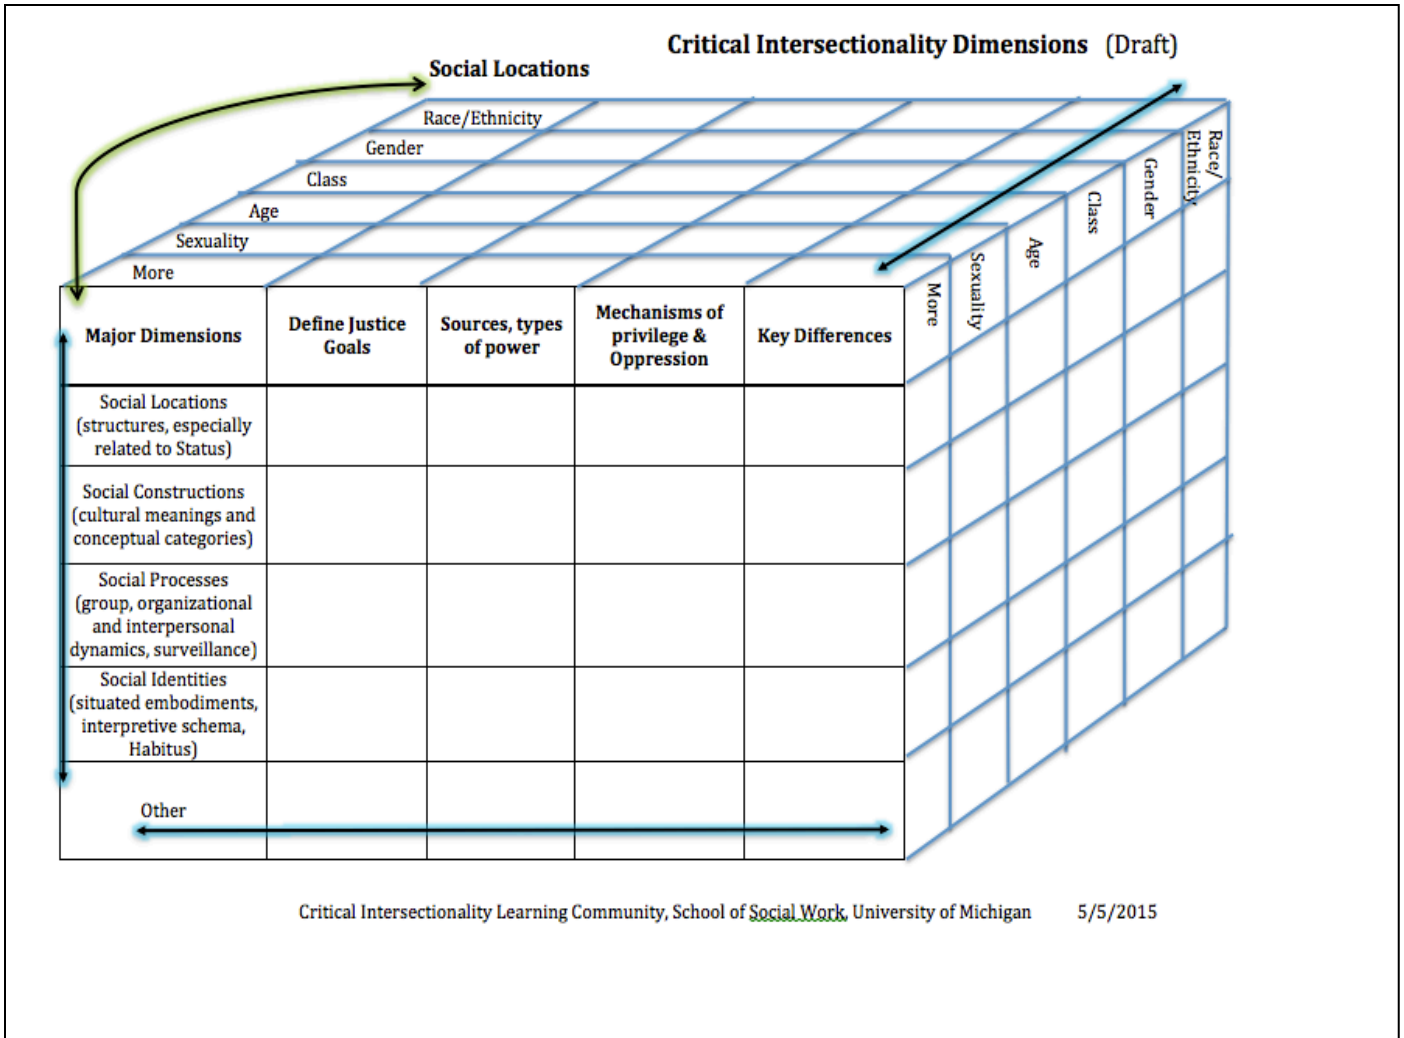 Critical Intersectionality Dimensions (Draft)
Social Locations
Race/Ethnicity
Gender
Class
Age
Sexuality
More
Race/
Ethnicity
Gender
Class
Age
Sexuality
More
Major Dimensions
Define Justice
Goals
Sources, types
of power
Mechanisms of
privilege &
Oppression
Key Differences
Social Locations
(structures, especially
related to Status)
Social Constructions
(cultural meanings and
conceptual categories)
Social Processes
(group, organizational
and interpersonal
dynamics, surveillance)
Social Identities
(situated embodiments,
interpretive schema,
Habitus)
Other
Critical Intersectionality Learning Community, School of Social Work, University of Michigan 5/5/2015